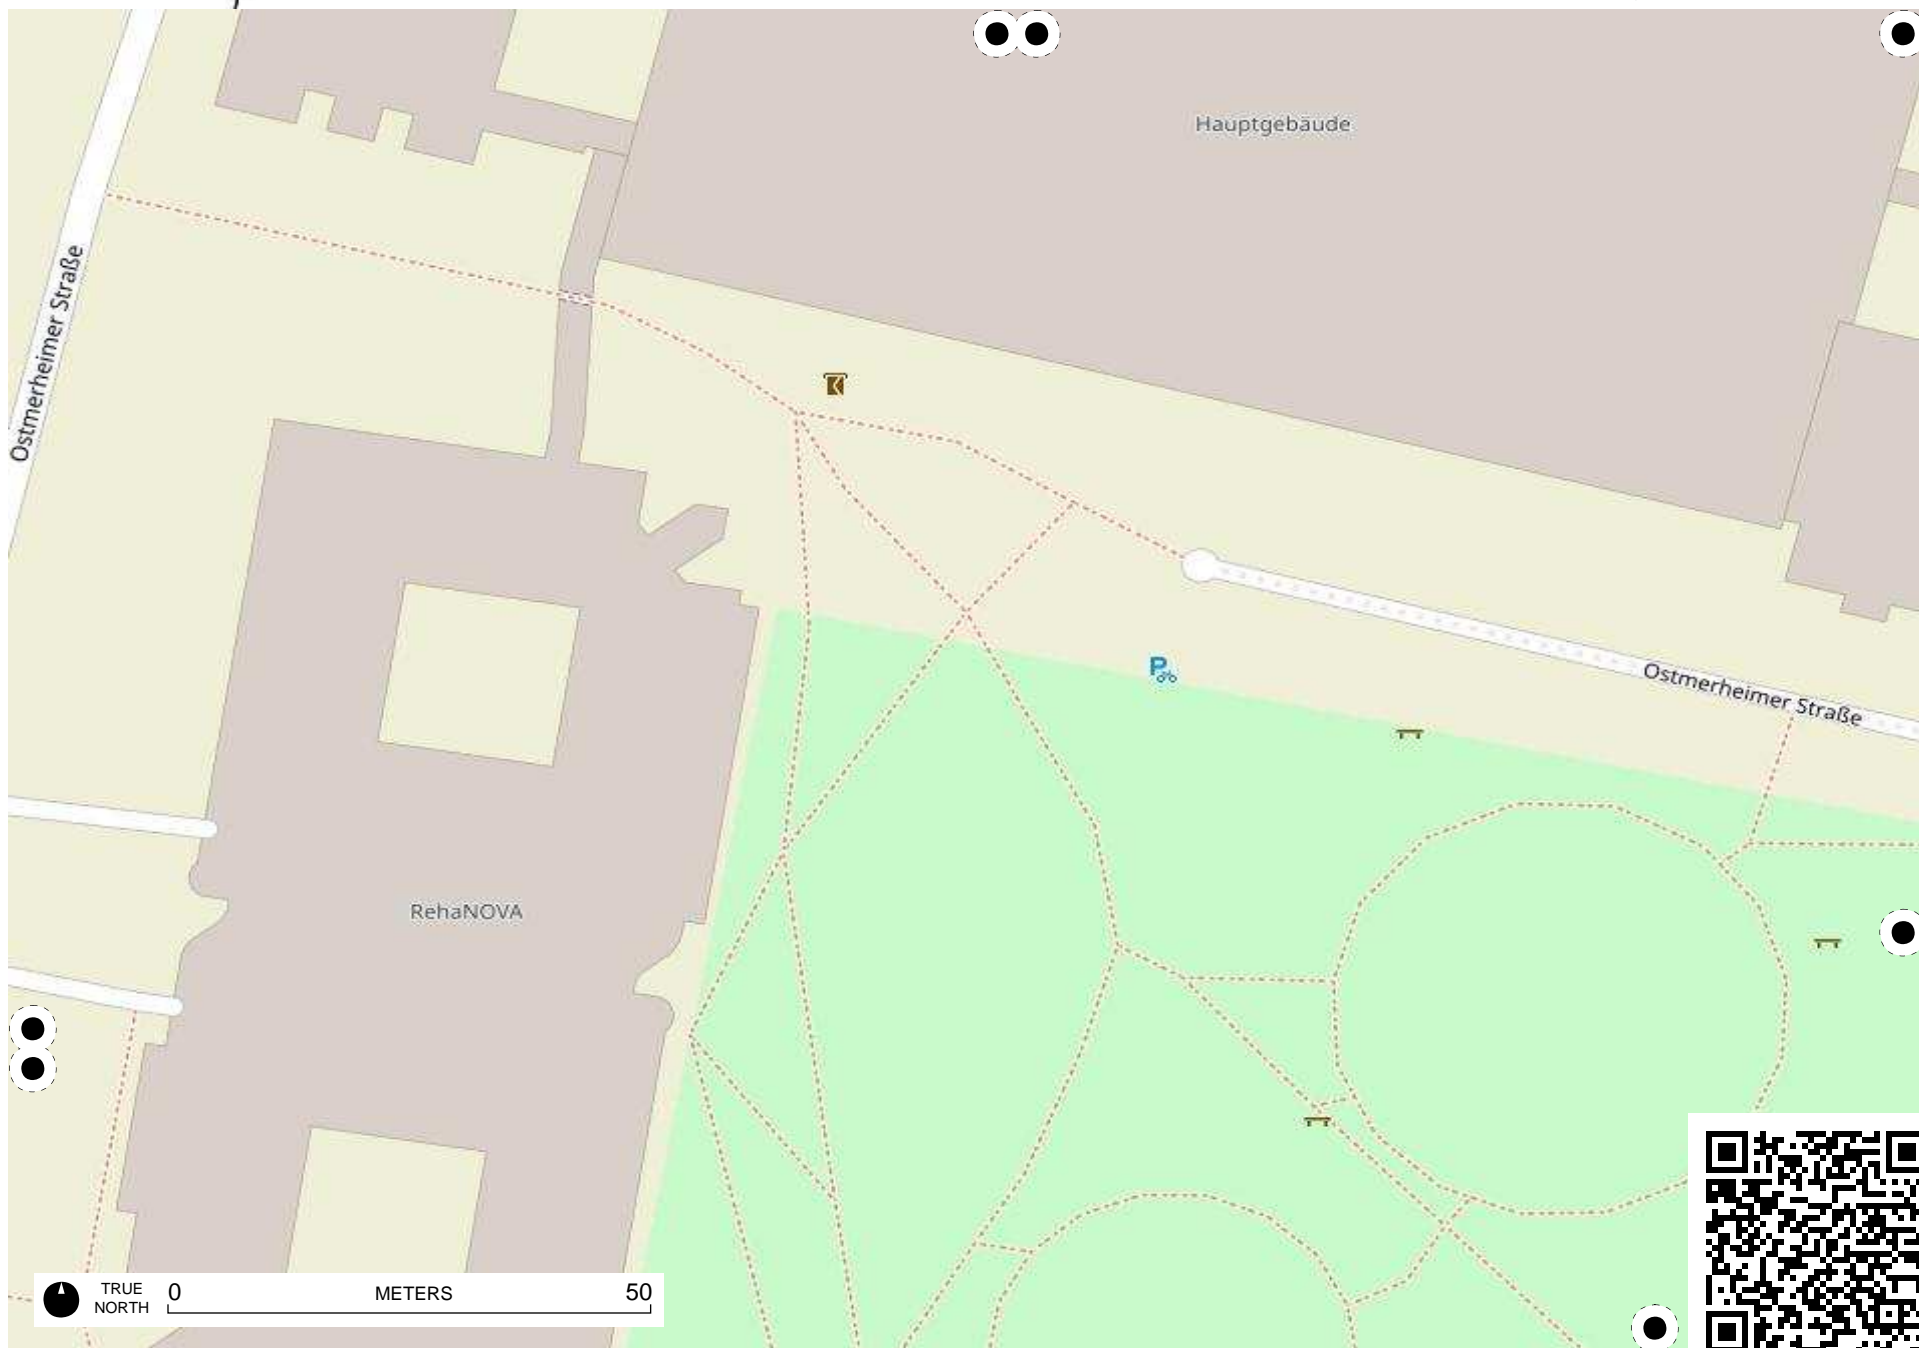 Hauptgebäude
Ostmerheimer Straße
P
Ostmerheimer Straße
RehaNOVA
TRUE NORTH
0 METERS 50